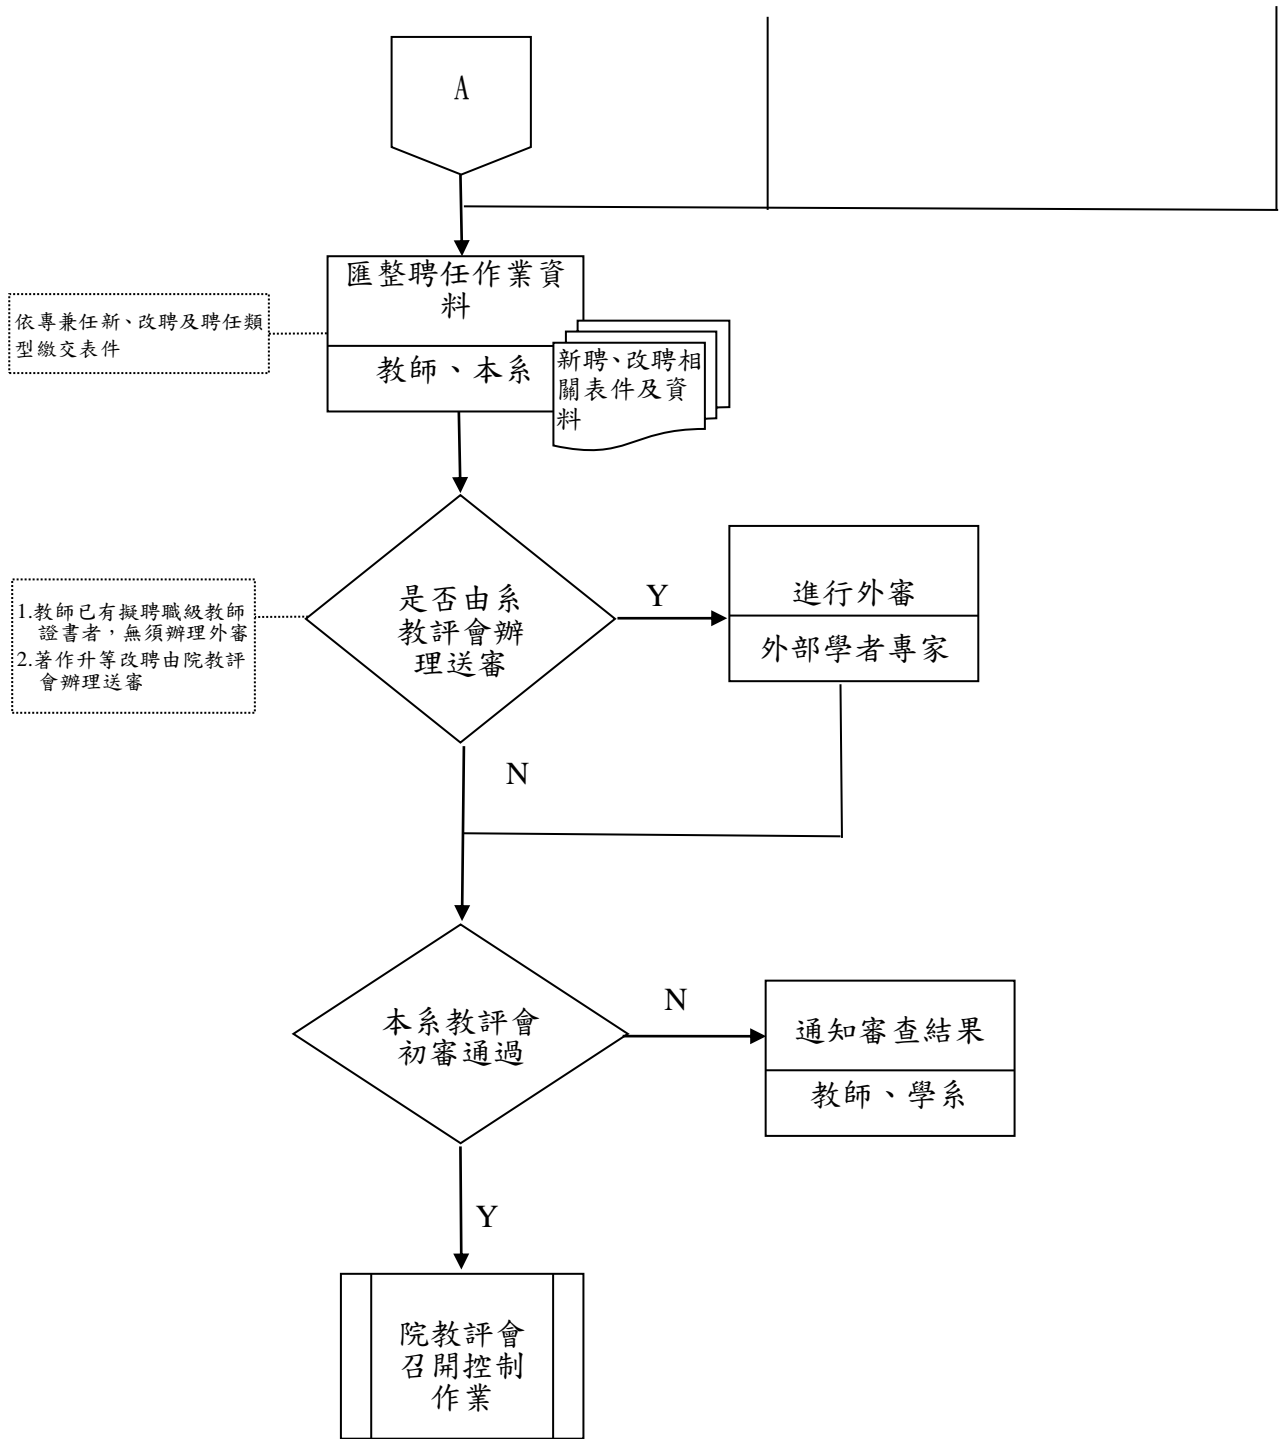 A
匯整聘任作業資
料
教師、本系
依專兼任新、改聘及聘任類
型繳交表件
新聘、改聘相
關表件及資
料
是否由系
教評會辦
理送審
Y
進行外審
外部學者專家
1.教師已有擬聘職級教師
證書者，無須辦理外審
2.著作升等改聘由院教評
會辦理送審
N
本系教評會
初審通過
N
通知審查結果
教師、學系
Y
院教評會
召開控制
作業